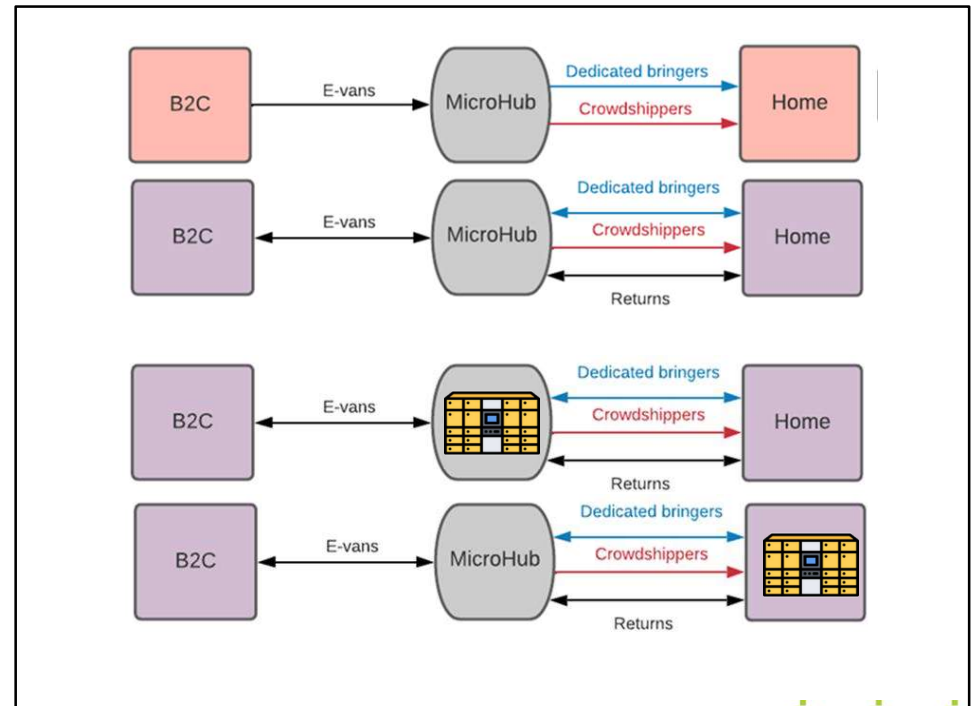 Dedicated bringers
E-vans
B2C
MicroHub
Crowdshippers
Home
Dedicated bringers
E-vans
B2C
MicroHub
Crowdshippers
Home
Returns
Dedicated bringers
E-vans
B2C
Crowdshippers
Home
Returns
Dedicated bringers
E-vans
B2C
MicroHub
Crowdshippers
Returns